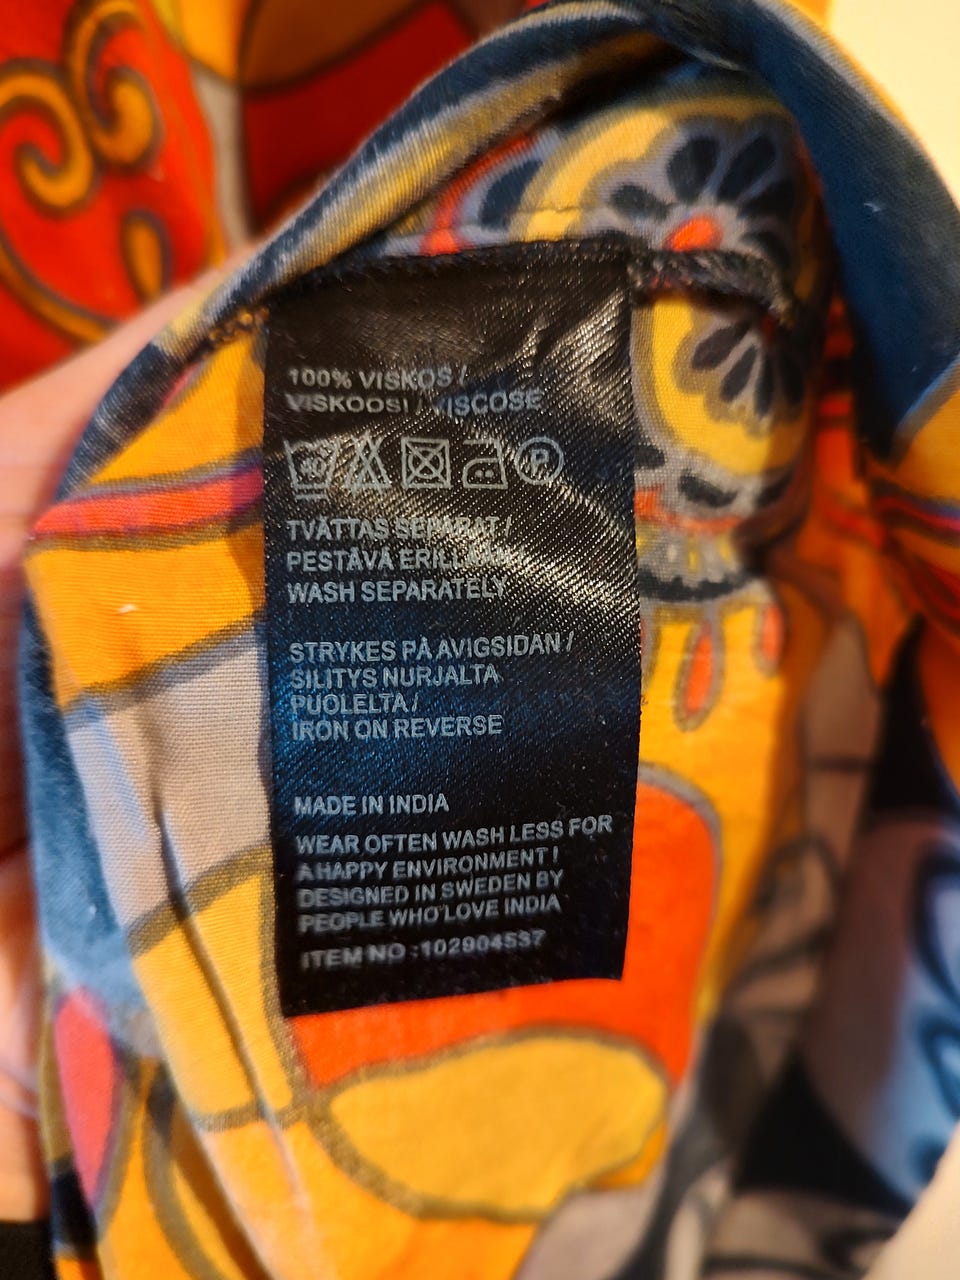 100% VISKOS /
VISKOOSI / VISCOSE
40 P
TVÄTTAS SEPARAT /
PESTÄVÄ ERILLÄÄN
WASH SEPARATELY
STRYKES PÅ AVIGSIDAN /
SILITYS NURJALTA
PUOLELTA /
IRON ON REVERSE
MADE IN INDIA
WEAR OFTEN WASH LESS FOR
A HAPPY ENVIRONMENT !
DESIGNED IN SWEDEN BY
PEOPLE WHO LOVE INDIA
ITEM NO :102904537